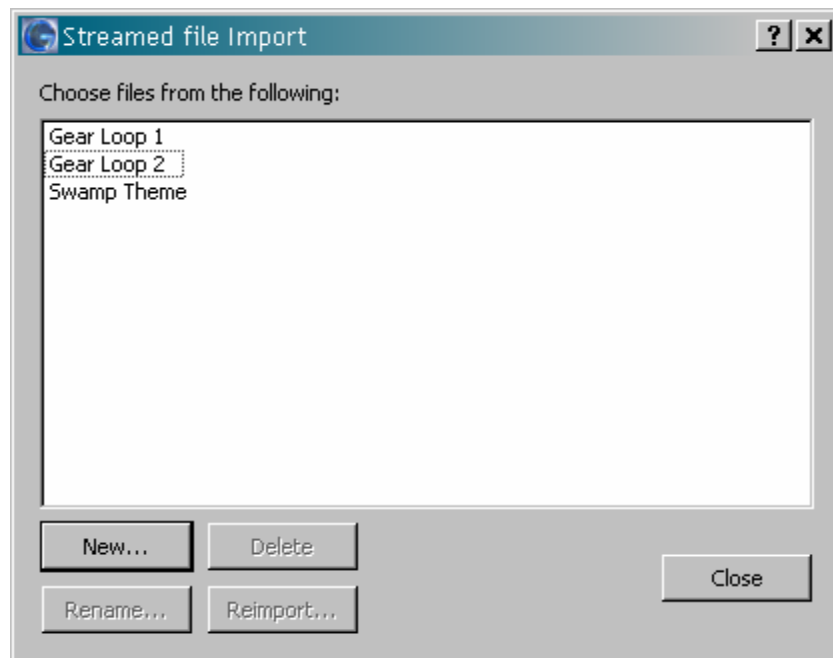 Streamed file Import
Choose files from the following:
Gear Loop 1
Gear Loop 2
Swamp Theme
New...
Delete
Close
Rename...
Reimport...